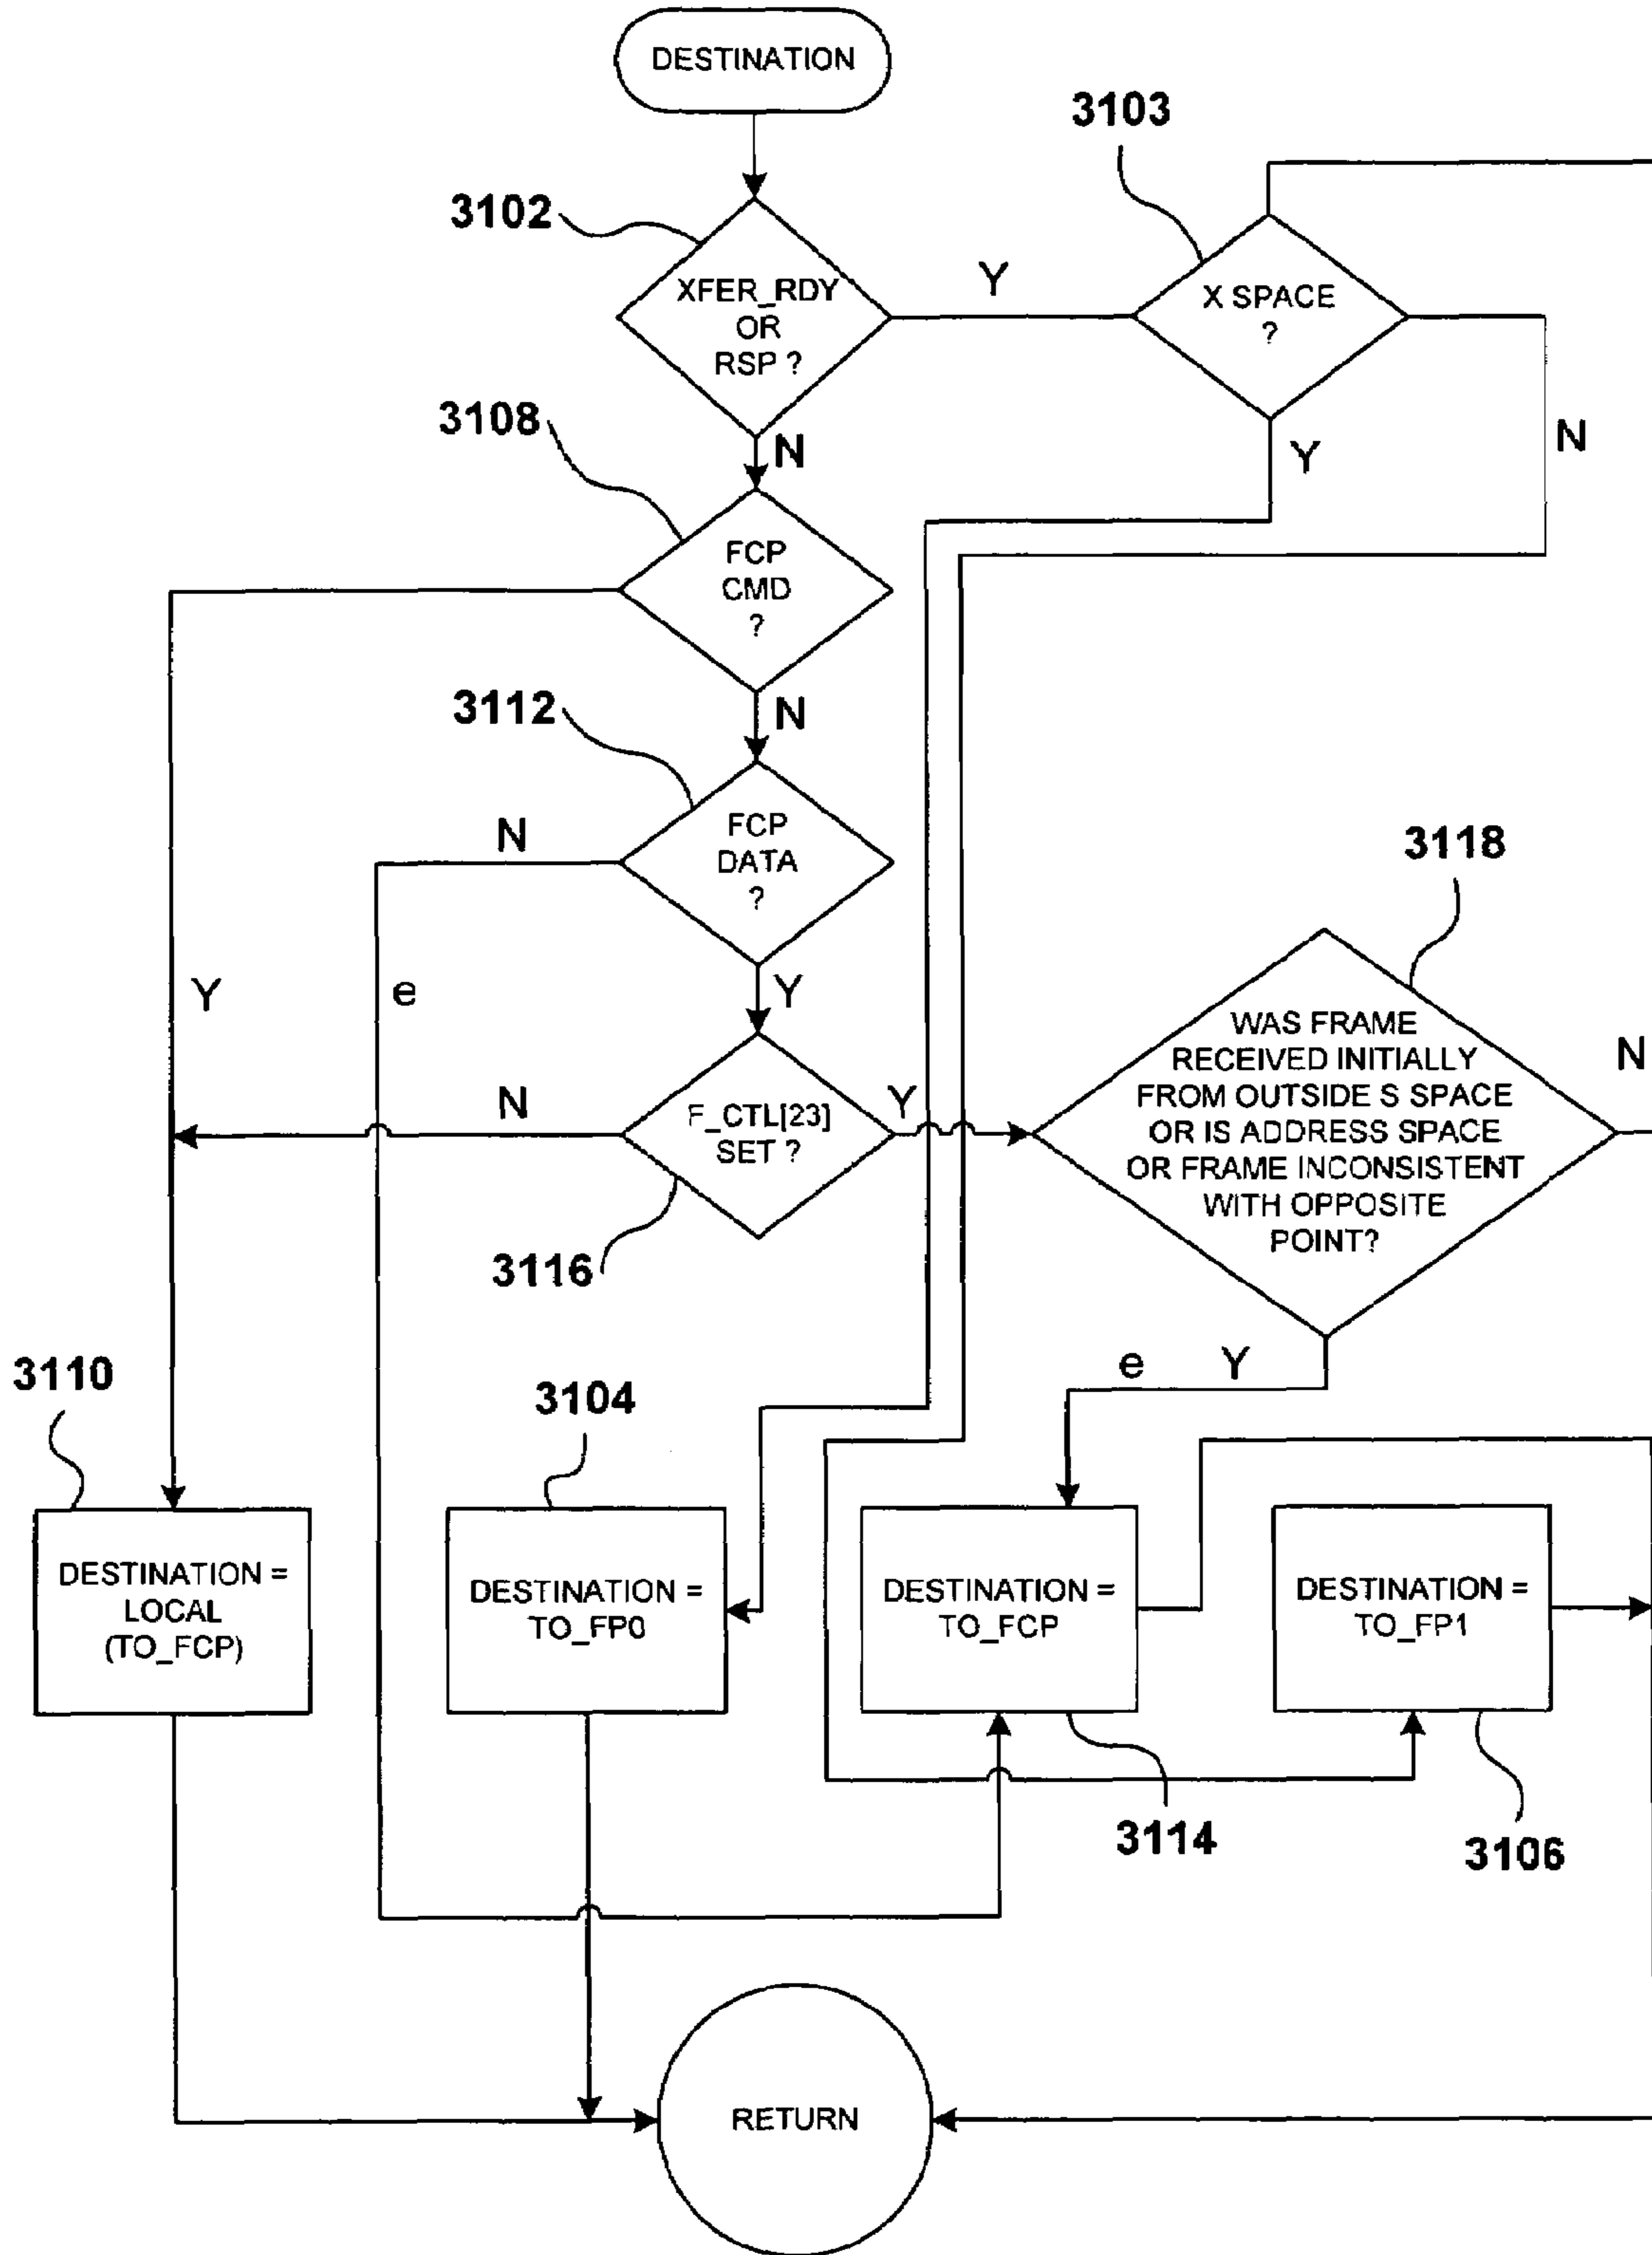 DESTINATION
3103
3102
XFER_RDY
OR
RSP ?
Y
X SPACE
?
3108
N
Y
N
FCP
CMD
?
3112
N
N
FCP
DATA
?
3118
Y
e
Y
WAS FRAME
RECEIVED INITIALLY
FROM OUTSIDE S SPACE
OR IS ADDRESS SPACE
OR FRAME INCONSISTENT
WITH OPPOSITE
POINT?
N
N
F_CTL[23]
SET ?
Y
3116
3110
3104
e Y
DESTINATION =
LOCAL
(TO_FCP)
DESTINATION =
TO_FP0
DESTINATION =
TO_FCP
DESTINATION =
TO_FP1
3114
3106
RETURN